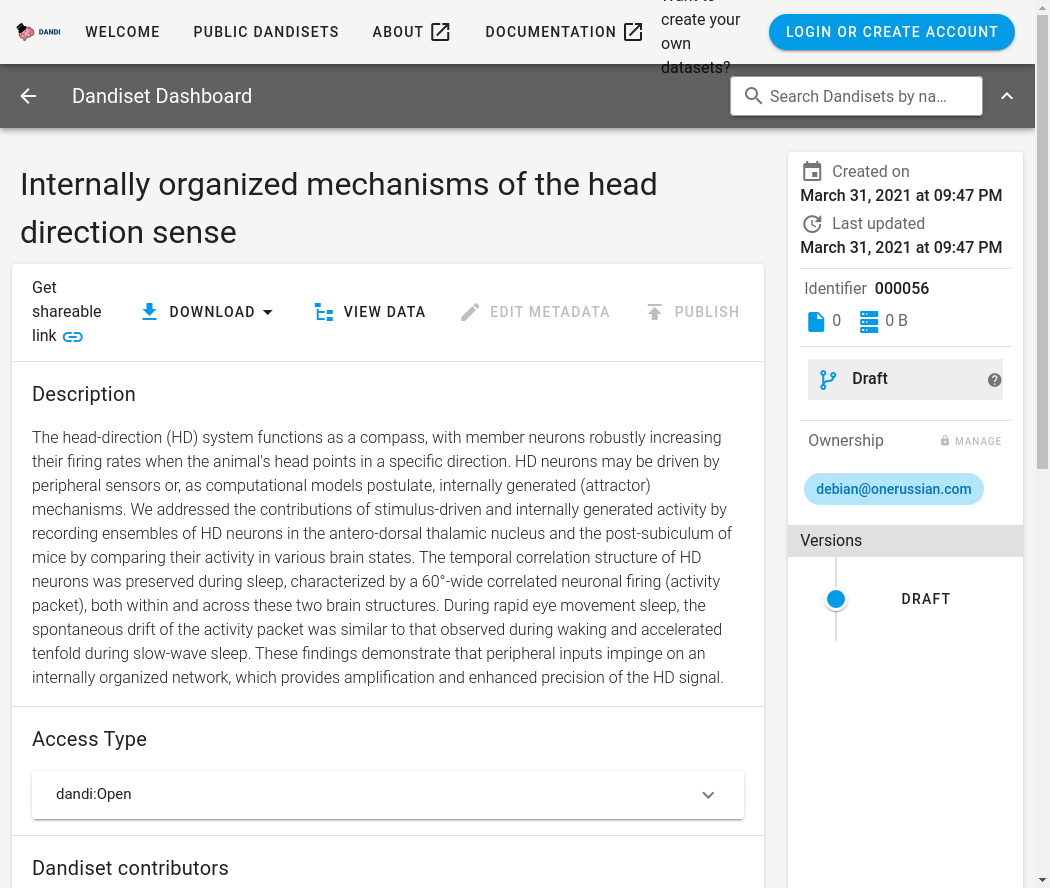 DANDI
WELCOME
PUBLIC DANDISETS
ABOUT
DOCUMENTATION
create your
own
datasets?
LOGIN OR CREATE ACCOUNT
Dandiset Dashboard
Search Dandisets by na…
Internally organized mechanisms of the head
direction sense
Get
shareable
link
DOWNLOAD
VIEW DATA
EDIT METADATA
PUBLISH
Description
The head-direction (HD) system functions as a compass, with member neurons robustly increasing
their firing rates when the animal's head points in a specific direction. HD neurons may be driven by
peripheral sensors or, as computational models postulate, internally generated (attractor)
mechanisms. We addressed the contributions of stimulus-driven and internally generated activity by
recording ensembles of HD neurons in the antero-dorsal thalamic nucleus and the post-subiculum of
mice by comparing their activity in various brain states. The temporal correlation structure of HD
neurons was preserved during sleep, characterized by a 60°-wide correlated neuronal firing (activity
packet), both within and across these two brain structures. During rapid eye movement sleep, the
spontaneous drift of the activity packet was similar to that observed during waking and accelerated
tenfold during slow-wave sleep. These findings demonstrate that peripheral inputs impinge on an
internally organized network, which provides amplification and enhanced precision of the HD signal.
Access Type
dandi:Open
Dandiset contributors
Created on
March 31, 2021 at 09:47 PM
Last updated
March 31, 2021 at 09:47 PM
Identifier 000056
0
0 B
Draft
Ownership
MANAGE
debian@onerussian.com
Versions
DRAFT